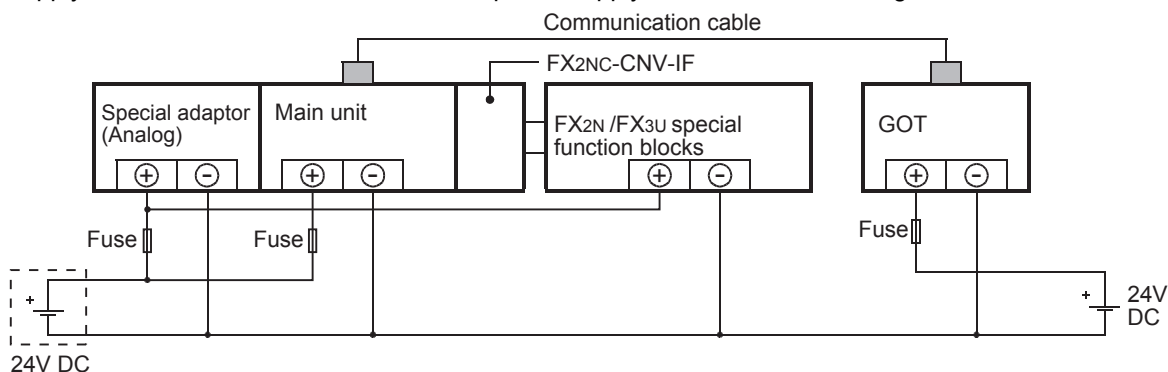 Communication cable
FX2NC-CNV-IF
Special adaptor
(Analog)
Main unit
FX2N /FX3U special
function blocks
GOT
+ - + - + - + -
Fuse
Fuse
Fuse
+
24V DC
+
24V
DC